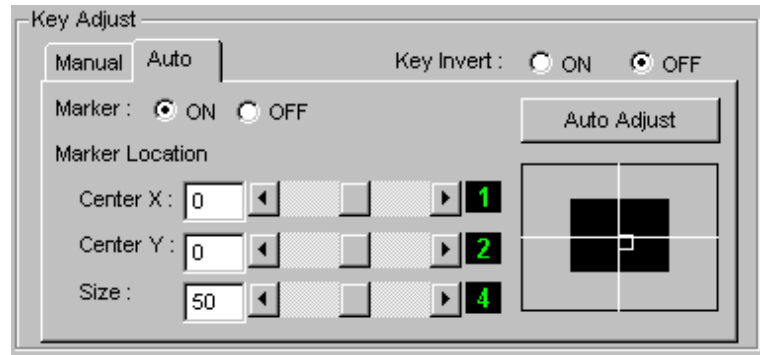 Key Adjust
Manual Auto Key Invert : ON OFF
Marker : ON OFF Auto Adjust
Marker Location
Center X : 0 1
Center Y : 0 2
Size : 50 4